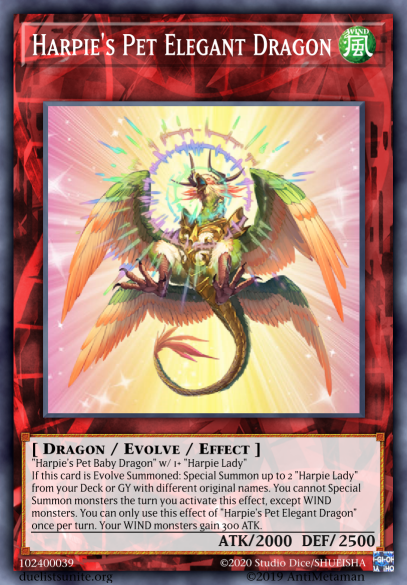 HARPIE'S PET ELEGANT DRAGON
WIND
風
[ DRAGON / EVOLVE / EFFECT ]
"Harpie's Pet Baby Dragon" w/ 1+ "Harpie Lady"
If this card is Evolve Summoned: Special Summon up to 2 "Harpie Lady"
from your Deck or GY with different original names. You cannot Special
Summon monsters the turn you activate this effect, except WIND
monsters. You can only use this effect of "Harpie's Pet Elegant Dragon"
once per turn. Your WIND monsters gain 300 ATK.
ATK/2000 DEF/2500
102400039
©2020 Studio Dice/SHUEISHA
duelistsunite.org
©2019 AntiMetaman